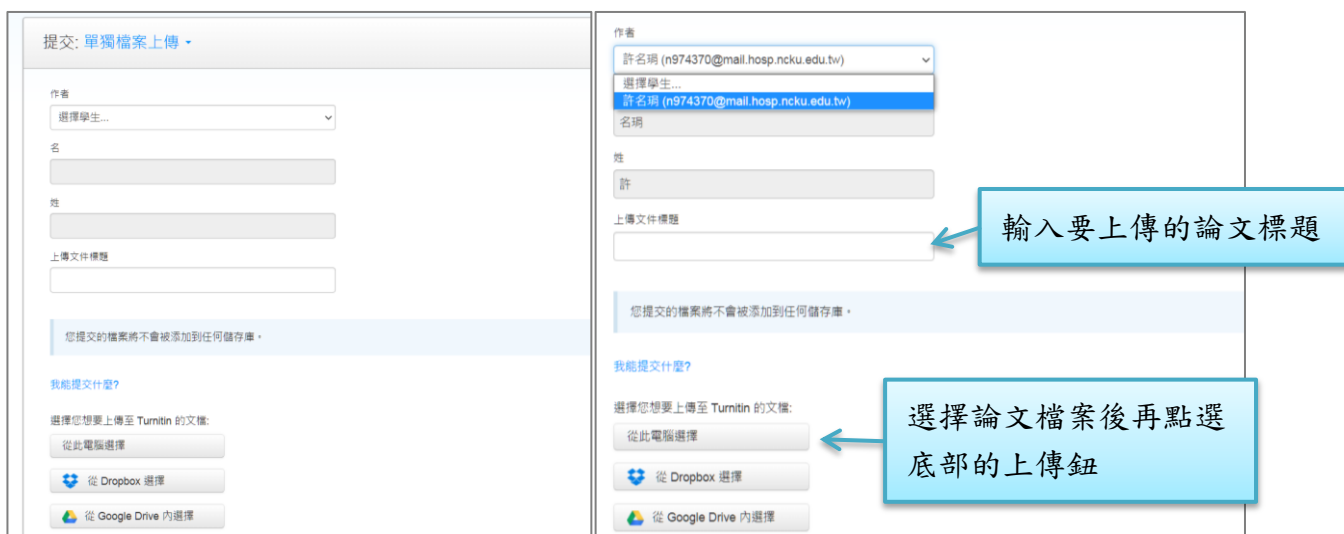 提交: 單獨檔案上傳
作者
選擇學生...
名
姓
上傳文件標題
您提交的檔案將不會被添加到任何儲存庫。
我能提交什麼?
選擇您想要上傳至 Turnitin 的文檔:
從此電腦選擇
從 Dropbox 選擇
從 Google Drive 內選擇
作者
許名珮 (n974370@mail.hosp.ncku.edu.tw)
選擇學生...
許名珮 (n974370@mail.hosp.ncku.edu.tw)
名珮
姓
許
上傳文件標題
輸入要上傳的論文標題
您提交的檔案將不會被添加到任何儲存庫。
我能提交什麼?
選擇您想要上傳至 Turnitin 的文檔:
從此電腦選擇
選擇論文檔案後再點選
底部的上傳鈕
從 Dropbox 選擇
從 Google Drive 內選擇